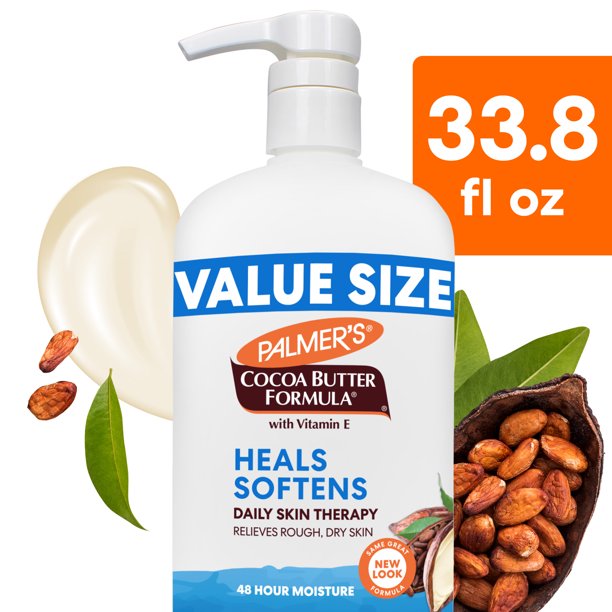 33.8
fl oz
VALUE SIZE
PALMER'S®
COCOA BUTTER
FORMULA®
®
with Vitamin E
HEALS
SOFTENS
DAILY SKIN THERAPY
RELIEVES ROUGH, DRY SKIN
SAME GREAT
NEW
LOOK
FORMULA
48 HOUR MOISTURE